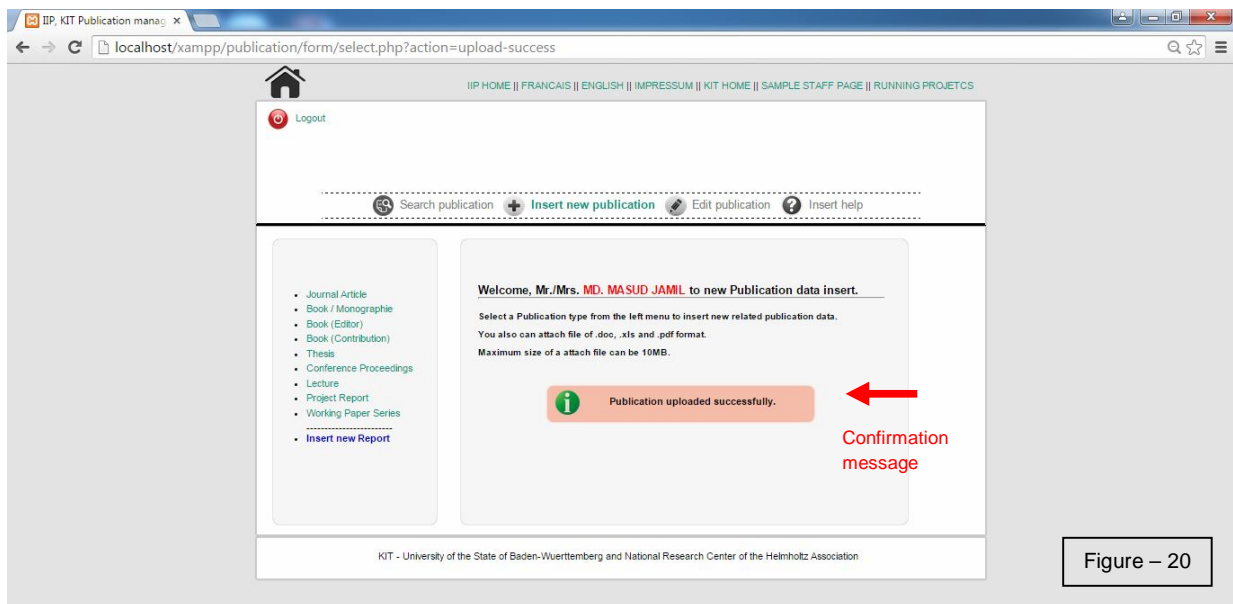 IIP, KIT Publication manag
localhost/xampp/publication/form/select.php?action=upload-success
IIP HOME || FRANCAIS || ENGLISH || IMPRESSUM || KIT HOME || SAMPLE STAFF PAGE || RUNNING PROJETCS
Logout
Search publication Insert new publication Edit publication Insert help
Journal Article
Book / Monographie
Book (Editor)
Book (Contribution)
Thesis
Conference Proceedings
Lecture
Project Report
Working Paper Series
------------------------
Insert new Report
Welcome, Mr./Mrs. MD. MASUD JAMIL to new Publication data insert.
Select a Publication type from the left menu to insert new related publication data.
You also can attach file of .doc, .xls and .pdf format.
Maximum size of a attach file can be 10MB.
Publication uploaded successfully.
Confirmation
message
KIT - University of the State of Baden-Wuerttemberg and National Research Center of the Helmholtz Association
Figure – 20